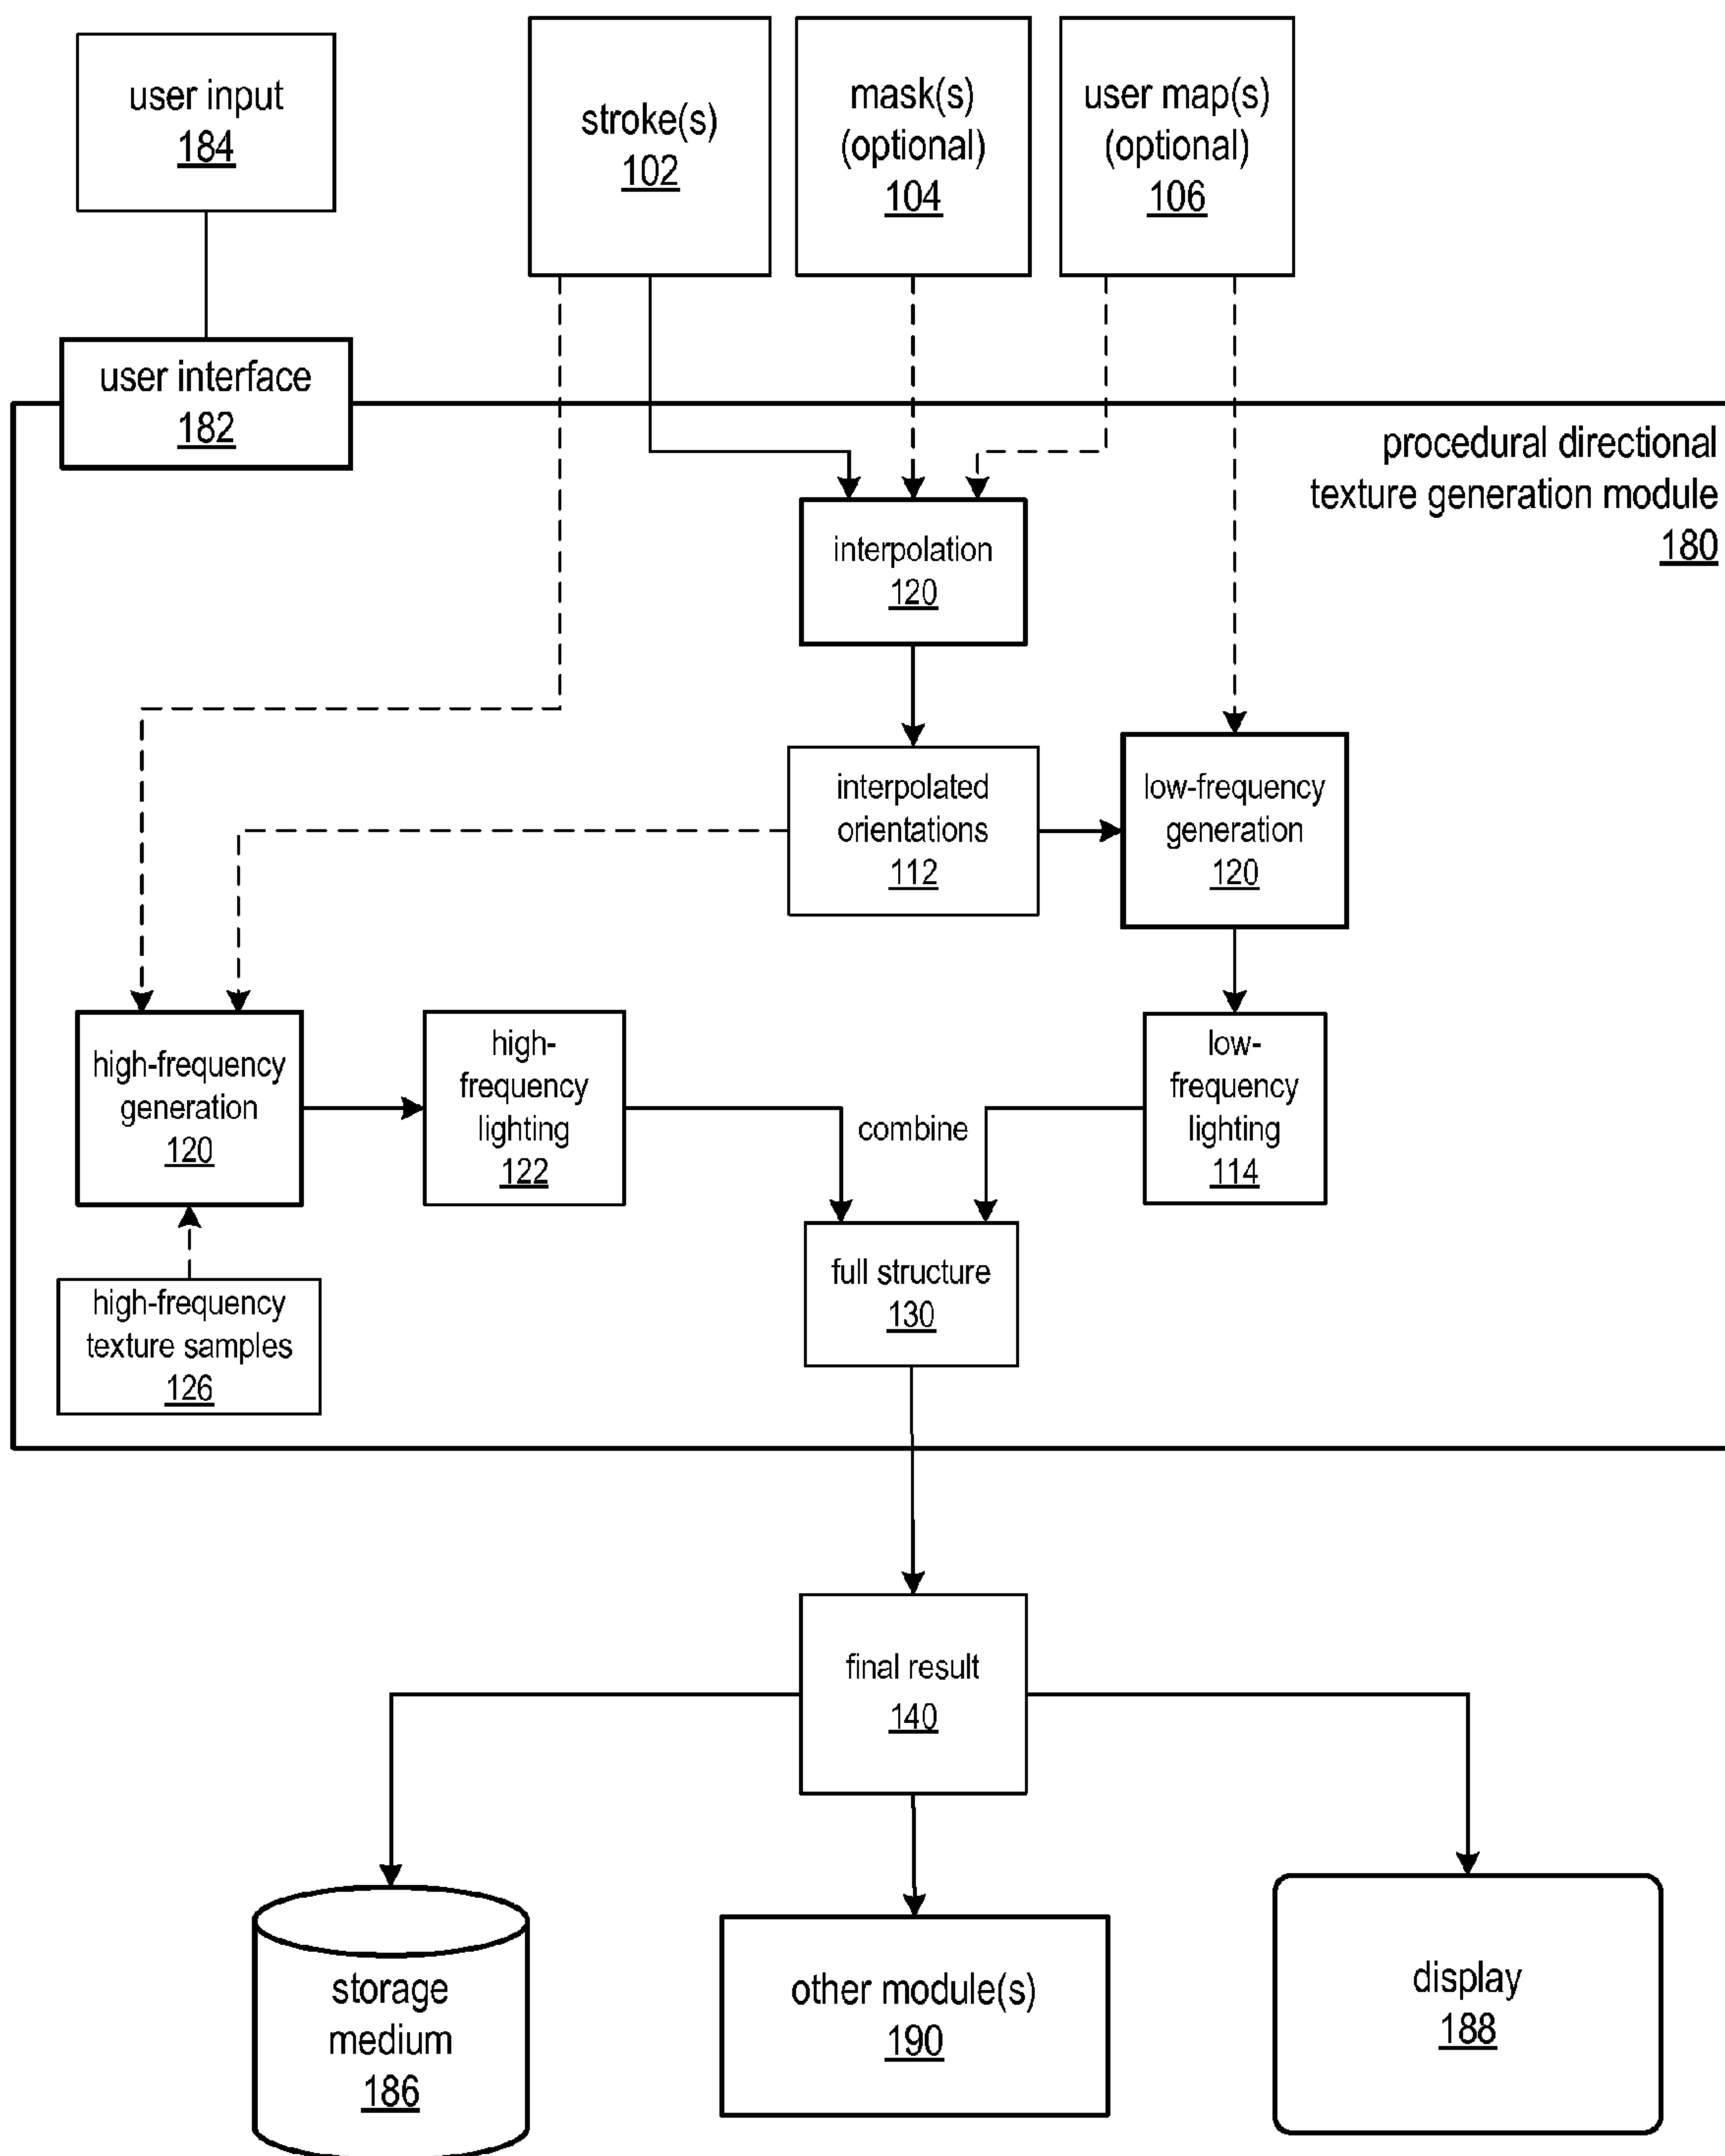 user input
184
stroke(s)
102
mask(s)
(optional)
104
user map(s)
(optional)
106
user interface
182
procedural directional
texture generation module
180
interpolation
120
interpolated
orientations
112
low-frequency
generation
120
high-frequency
generation
120
high-
frequency
lighting
122
combine
low-
frequency
lighting
114
full structure
130
high-frequency
texture samples
126
final result
140
storage
medium
186
other module(s)
190
display
188